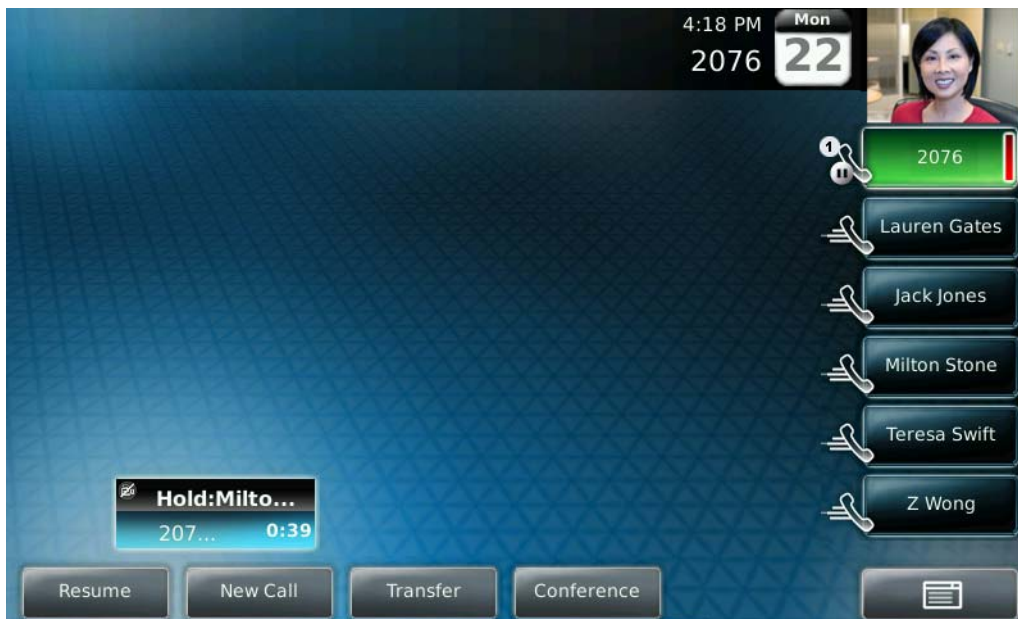 4:18 PM
Mon
2076
22
1
2076
Lauren Gates
Jack Jones
Milton Stone
Teresa Swift
Z Wong
Hold:Milto...
207... 0:39
Resume New Call Transfer Conference